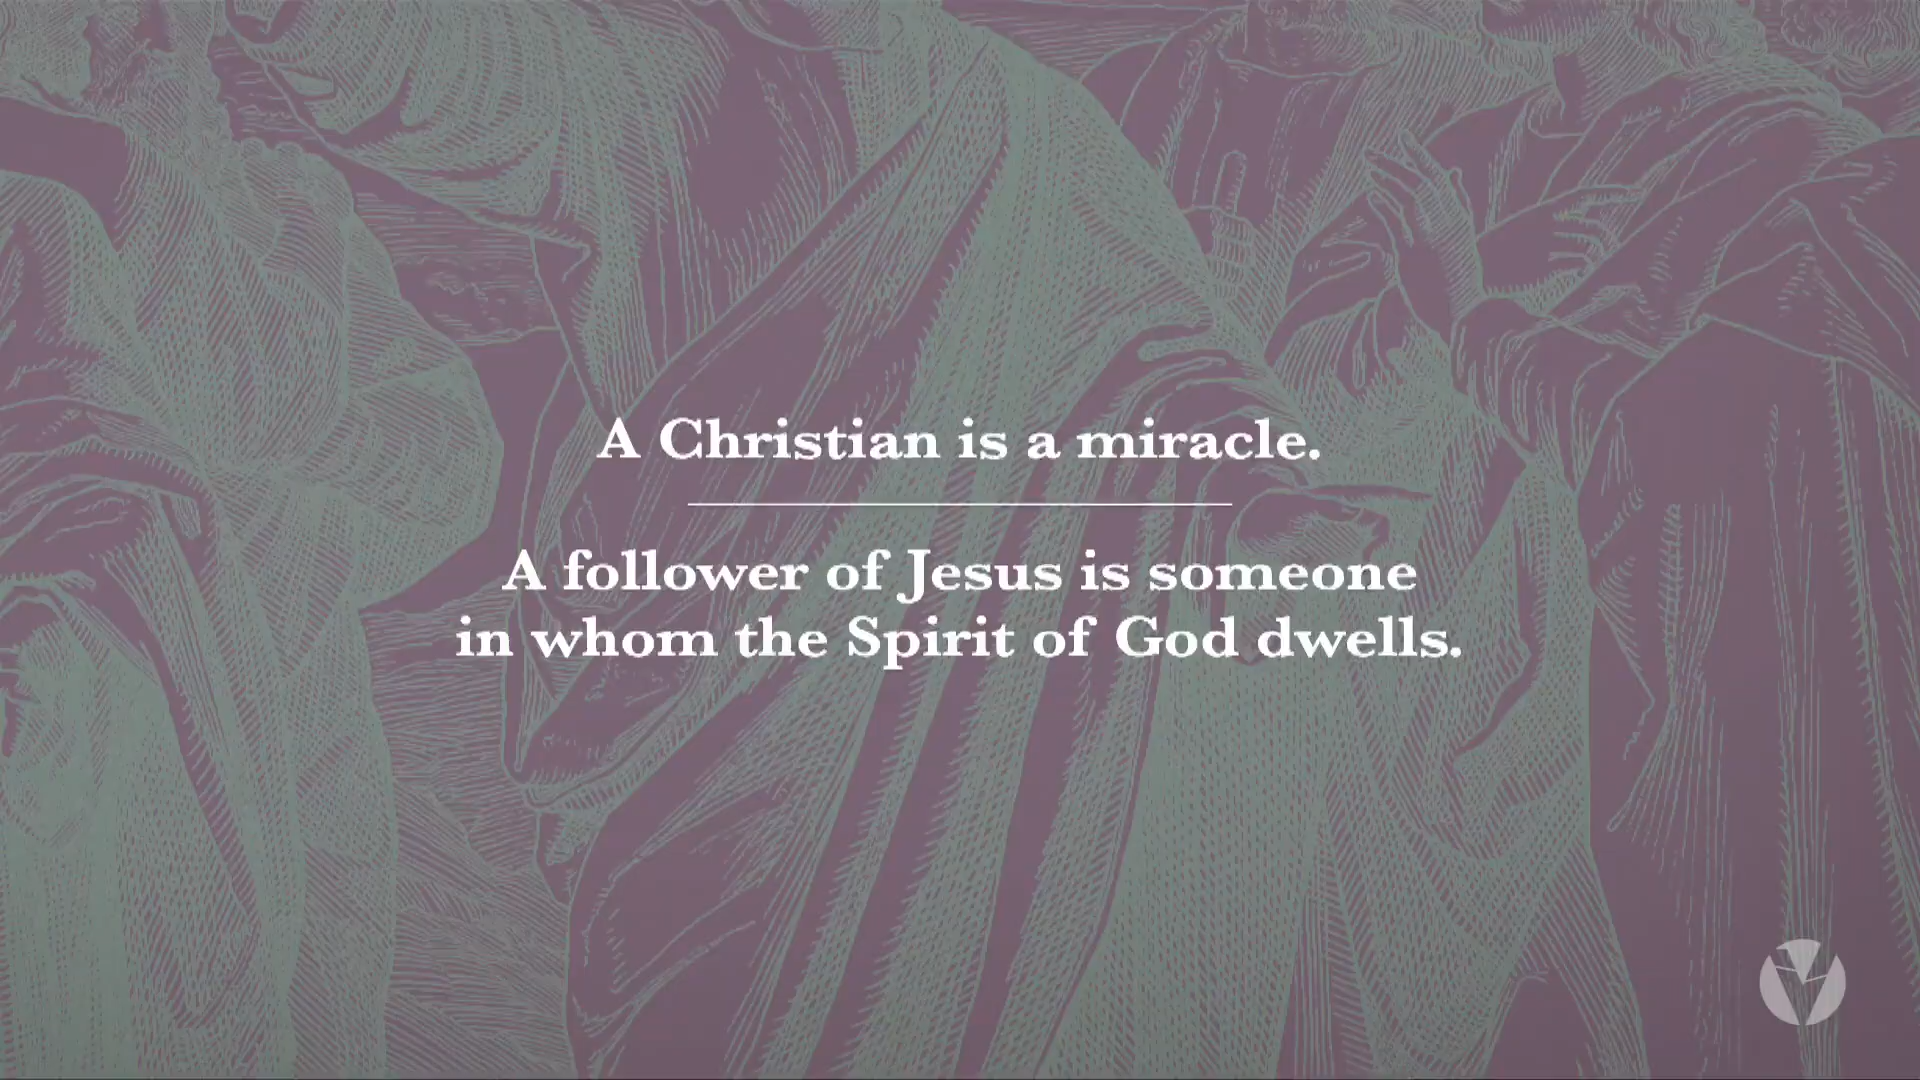 A Christian is a miracle.
A follower of Jesus is someone
in whom the Spirit of God dwells.